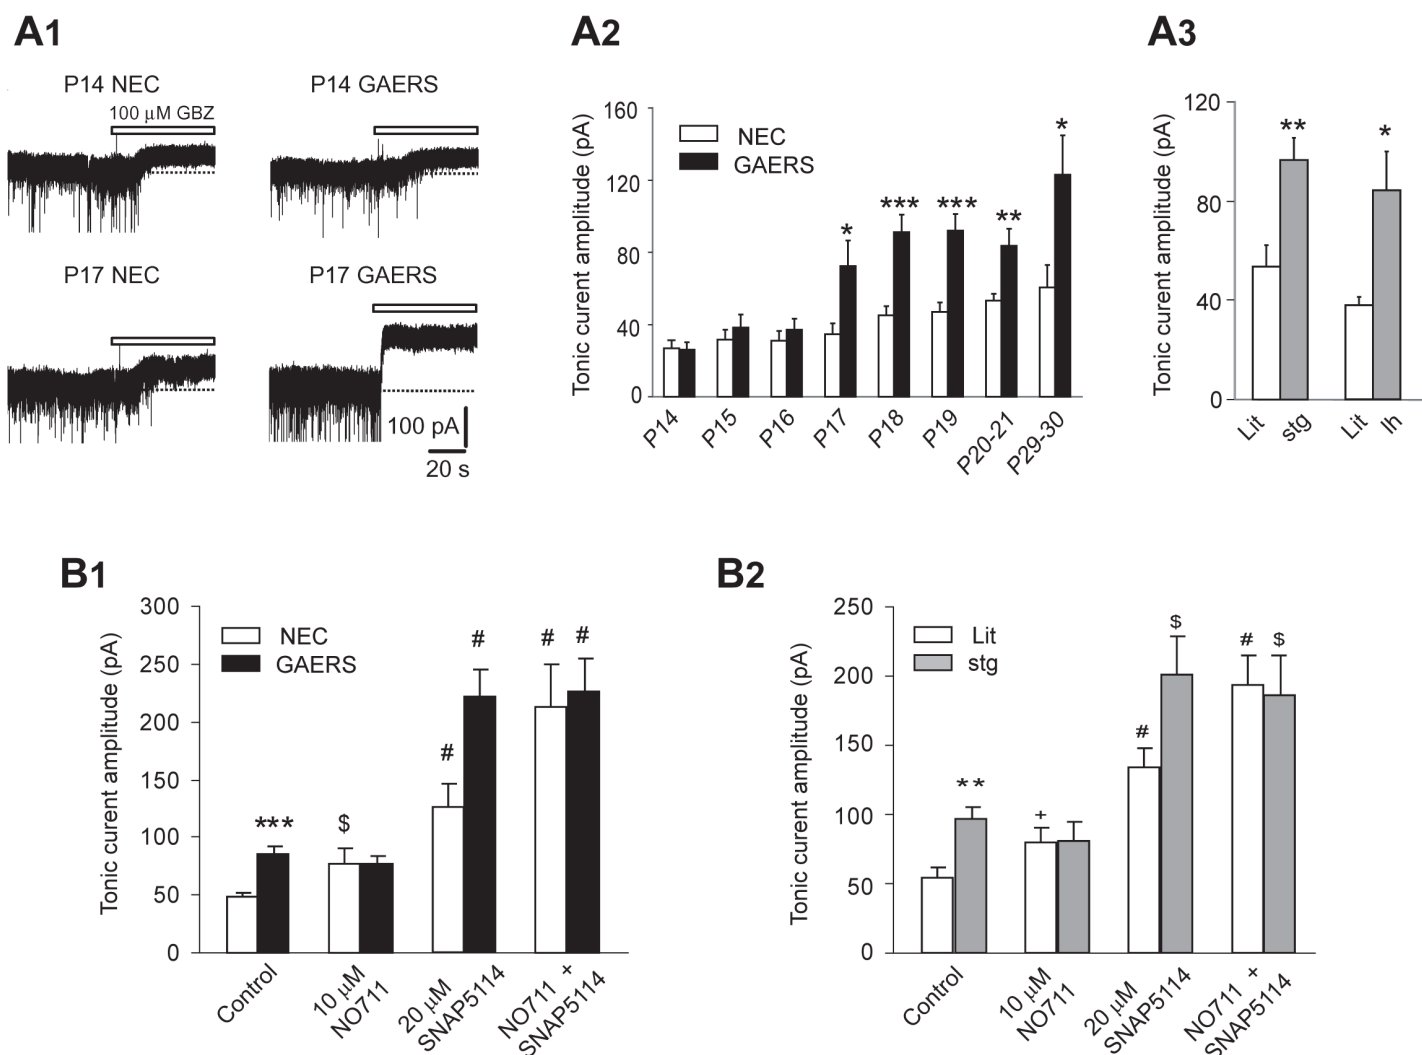 A1
P14 NEC
P14 GAERS
100 µM GBZ
P17 NEC
P17 GAERS
100 pA
20 s
A2
Tonic curent amplitude (pA)
160
120
80
40
0
NEC
GAERS
*
***
***
**
*
P14
P15
P16
P17
P18
P19
P20-21
P29-30
A3
Tonic curent amplitude (pA)
120
80
40
0
**
*
Lit
stg
Lit
lh
B1
Tonic curent amplitude (pA)
300
250
200
150
100
50
0
NEC
GAERS
***
$
#
#
#
#
Control
10 µM
NO711
20 µM
SNAP5114
NO711 +
SNAP5114
B2
Tonic curent amplitude (pA)
250
200
150
100
50
0
Lit
stg
**
+
#
$
#
$
Control
10 µM
NO711
20 µM
SNAP5114
NO711 +
SNAP5114